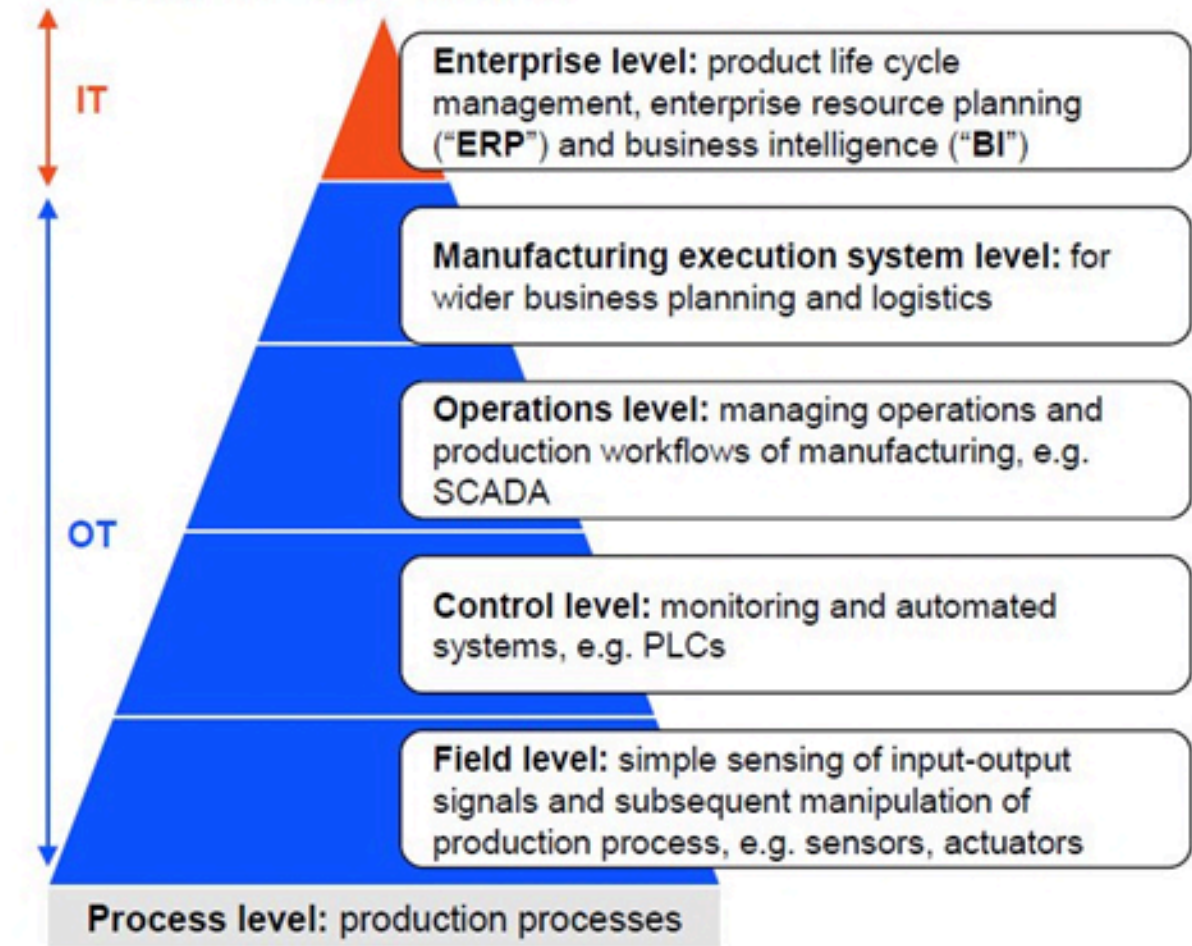 IT
Enterprise level: product life cycle
management, enterprise resource planning
(“ERP”) and business intelligence (“BI”)
Manufacturing execution system level: for
wider business planning and logistics
Operations level: managing operations and
production workflows of manufacturing, e.g.
SCADA
OT
Control level: monitoring and automated
systems, e.g. PLCs
Field level: simple sensing of input-output
signals and subsequent manipulation of
production process, e.g. sensors, actuators
Process level: production processes